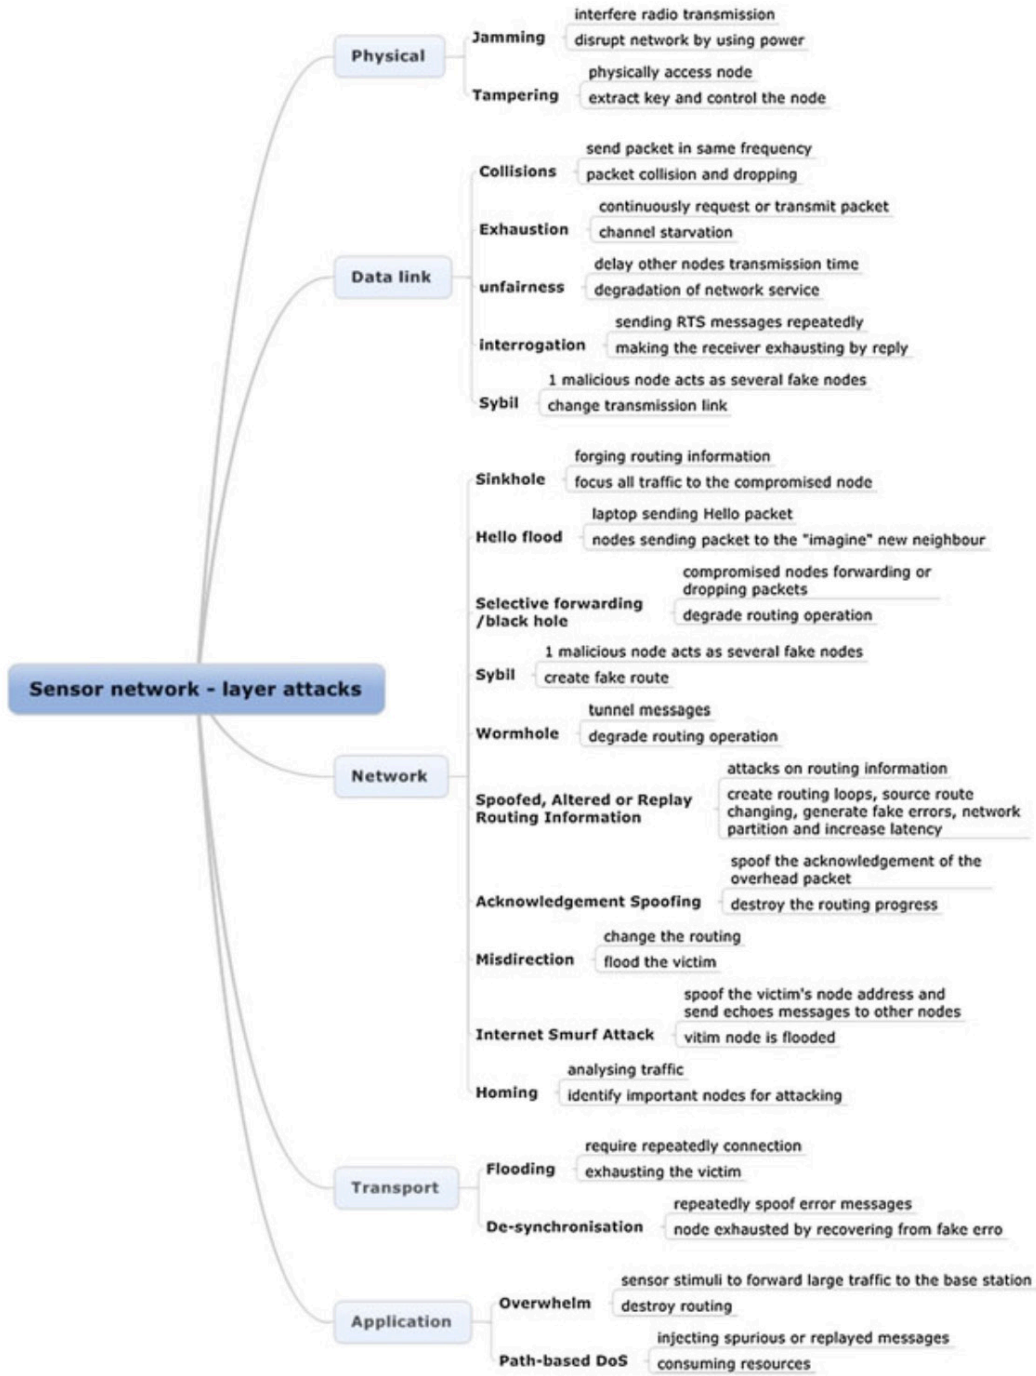 Sensor network - layer attacks
Physical
Jamming
interfere radio transmission
disrupt network by using power
Tampering
physically access node
extract key and control the node
Data link
Collisions
send packet in same frequency
packet collision and dropping
Exhaustion
continuously request or transmit packet
channel starvation
unfairness
delay other nodes transmission time
degradation of network service
interrogation
sending RTS messages repeatedly
making the receiver exhausting by reply
Sybil
1 malicious node acts as several fake nodes
change transmission link
Network
Sinkhole
forging routing information
focus all traffic to the compromised node
Hello flood
laptop sending Hello packet
nodes sending packet to the "imagine" new neighbour
Selective forwarding
/black hole
compromised nodes forwarding or
dropping packets
degrade routing operation
Sybil
1 malicious node acts as several fake nodes
create fake route
Wormhole
tunnel messages
degrade routing operation
Spoofed, Altered or Replay
Routing Information
attacks on routing information
create routing loops, source route
changing, generate fake errors, network
partition and increase latency
Acknowledgement Spoofing
spoof the acknowledgement of the
overhead packet
destroy the routing progress
Misdirection
change the routing
flood the victim
Internet Smurf Attack
spoof the victim's node address and
send echoes messages to other nodes
vitim node is flooded
Homing
analysing traffic
identify important nodes for attacking
Transport
Flooding
require repeatedly connection
exhausting the victim
De-synchronisation
repeatedly spoof error messages
node exhausted by recovering from fake erro
Application
Overwhelm
sensor stimuli to forward large traffic to the base station
destroy routing
Path-based DoS
injecting spurious or replayed messages
consuming resources